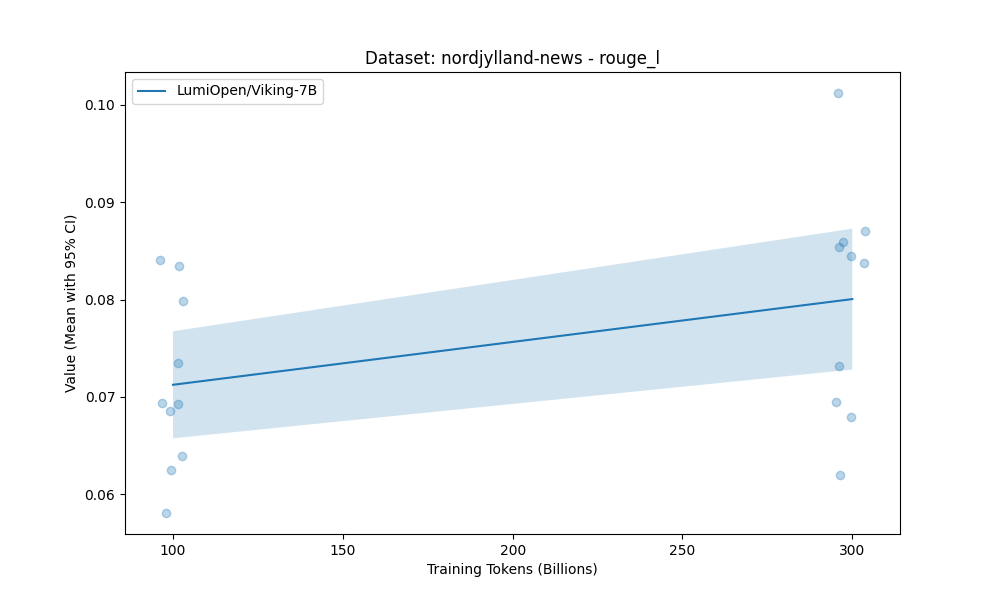 Dataset: nordjylland-news - rouge_l
LumiOpen/Viking-7B
0.10
0.09
0.08
0.07
0.06
Value (Mean with 95% CI)
100
150
200
250
300
Training Tokens (Billions)